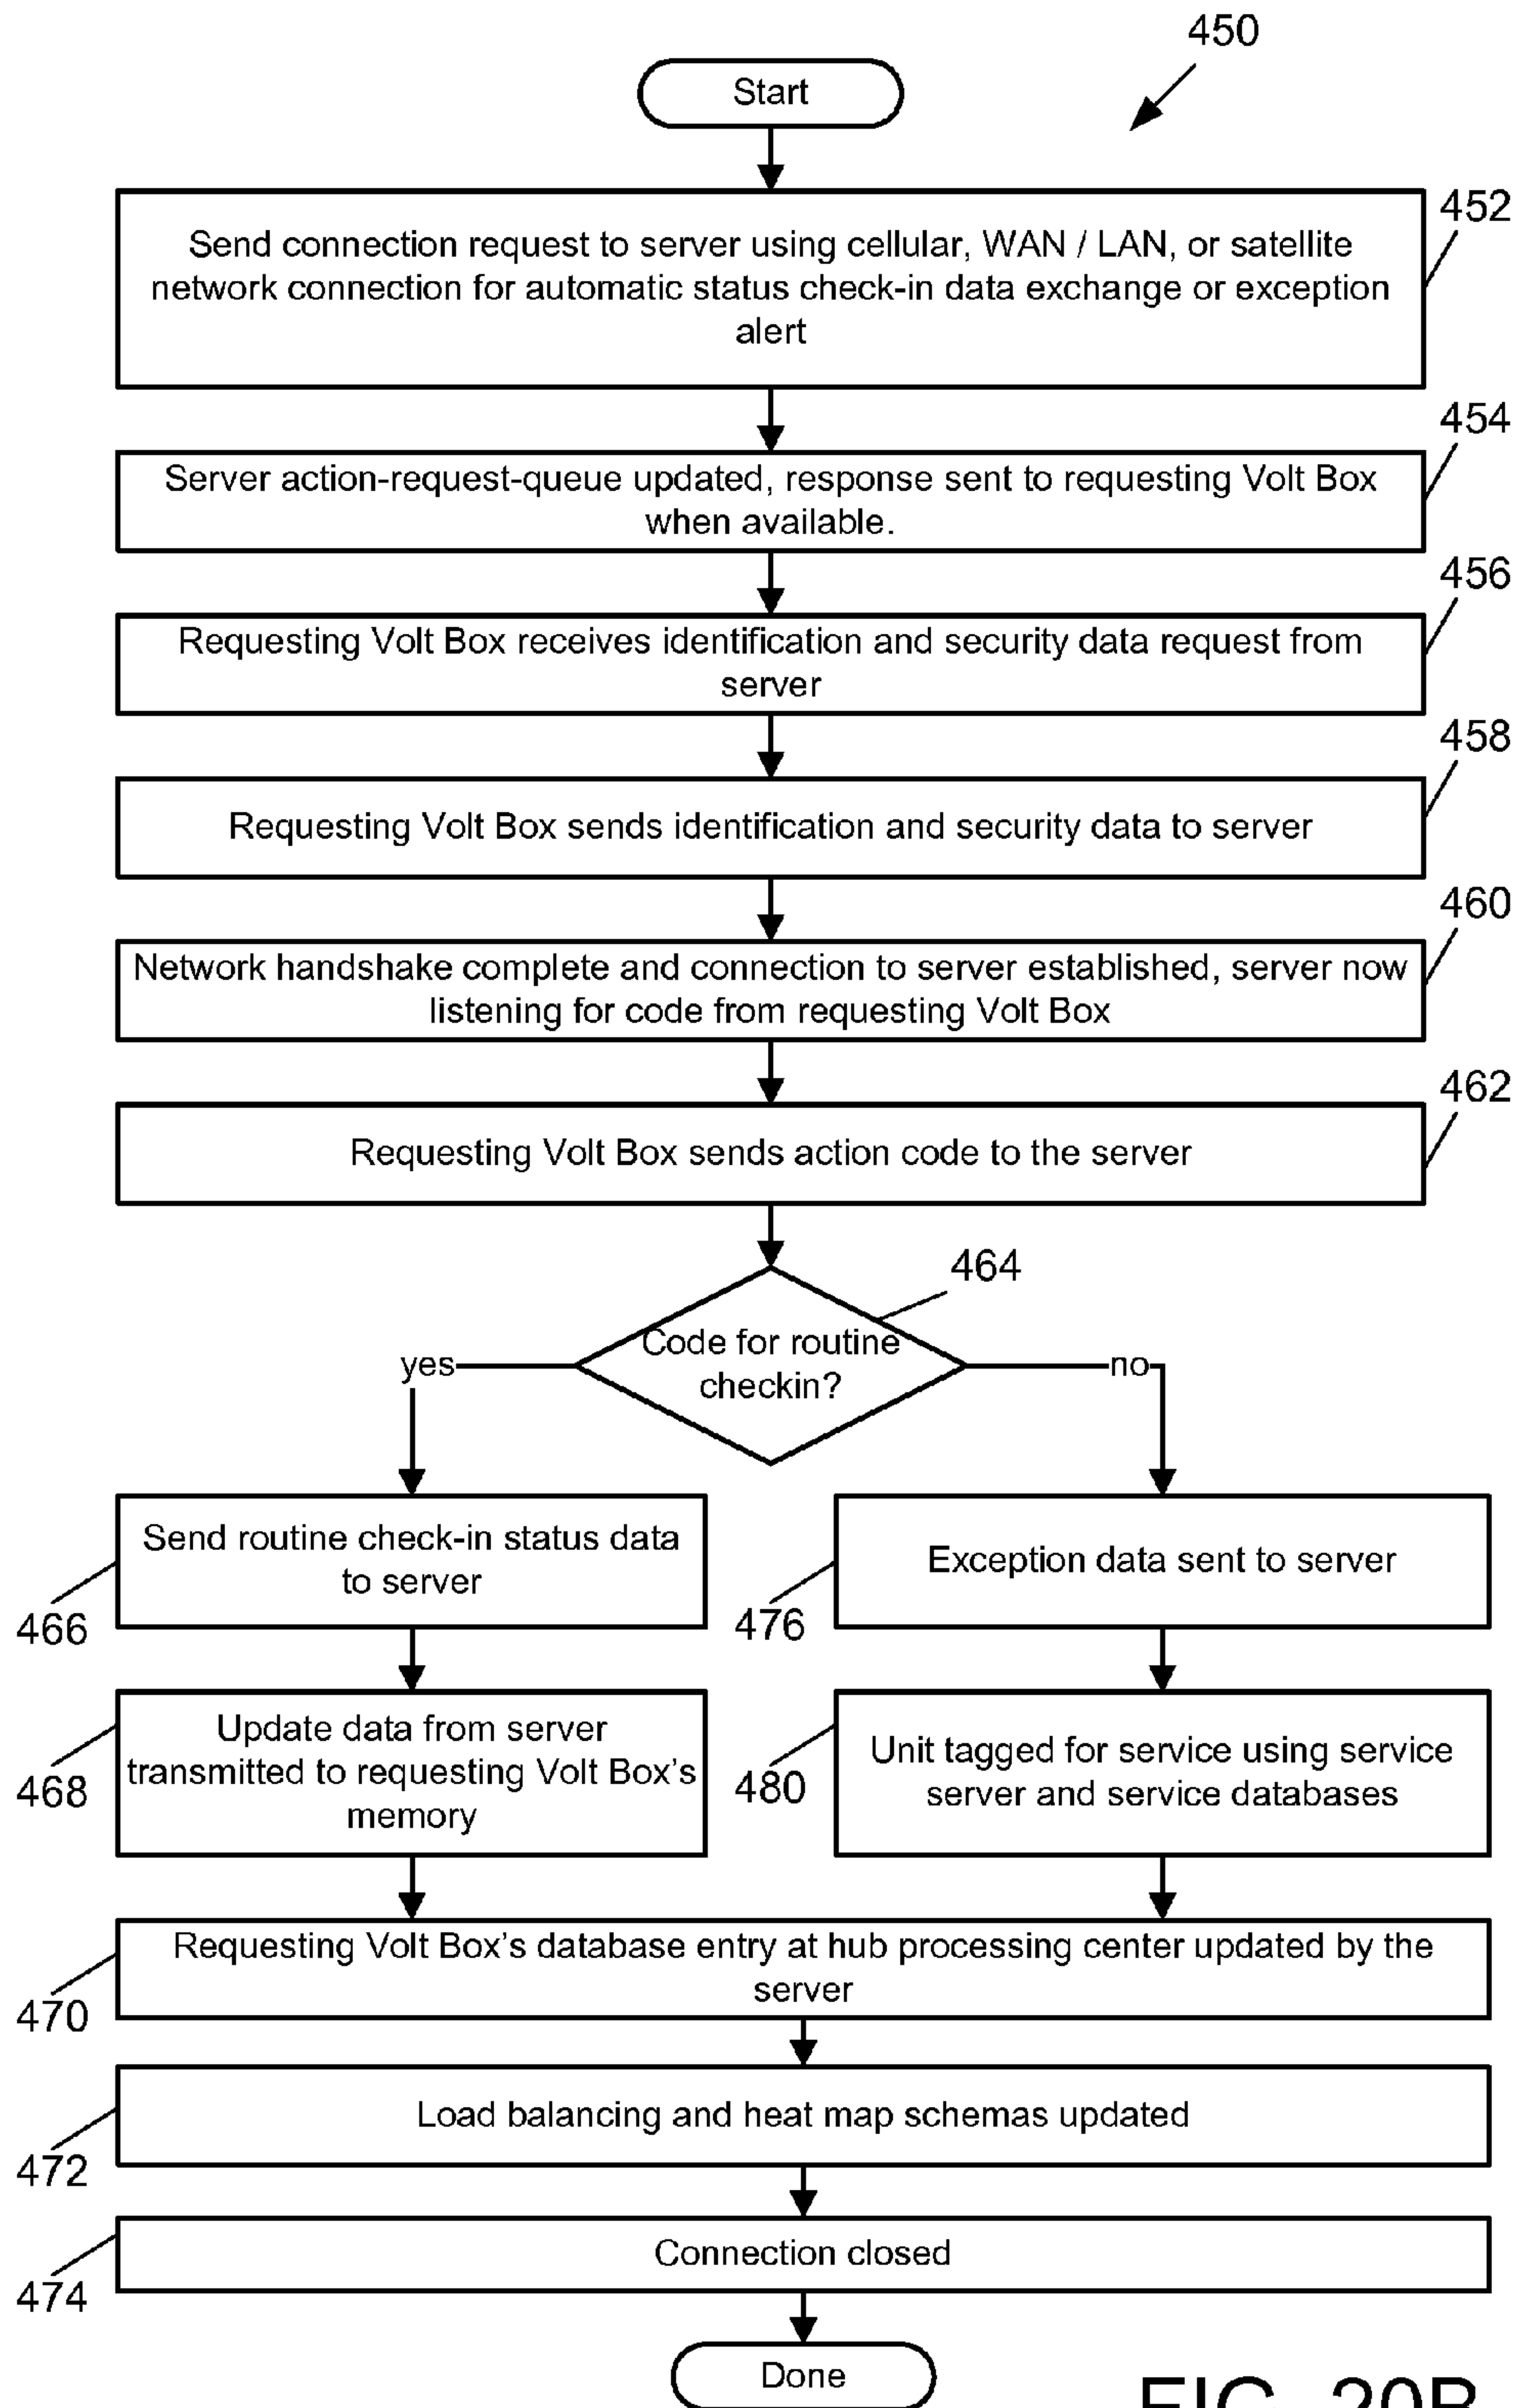 450
Start
452
Send connection request to server using cellular, WAN / LAN, or satellite
network connection for automatic status check-in data exchange or exception
alert
454
Server action-request-queue updated, response sent to requesting Volt Box
when available.
456
Requesting Volt Box receives identification and security data request from
server
458
Requesting Volt Box sends identification and security data to server
460
Network handshake complete and connection to server established, server now
listening for code from requesting Volt Box
462
Requesting Volt Box sends action code to the server
464
Code for routine
checkin?
yes
no
Send routine check-in status data
to server
466
Exception data sent to server
476
Update data from server
transmitted to requesting Volt Box's
memory
468
Unit tagged for service using service
server and service databases
480
Requesting Volt Box's database entry at hub processing center updated by the
server
470
Load balancing and heat map schemas updated
472
Connection closed
474
Done
FIG. 20B